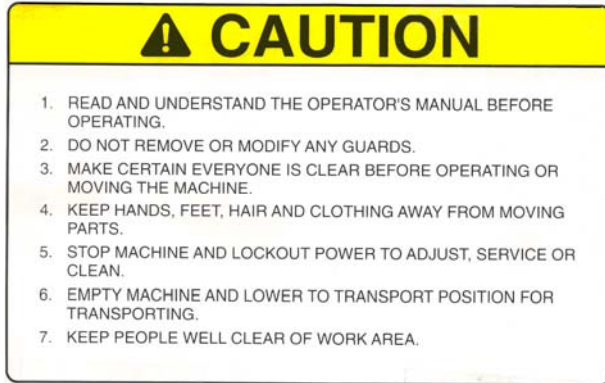 CAUTION
1. READ AND UNDERSTAND THE OPERATOR'S MANUAL BEFORE
OPERATING.
2. DO NOT REMOVE OR MODIFY ANY GUARDS.
3. MAKE CERTAIN EVERYONE IS CLEAR BEFORE OPERATING OR
MOVING THE MACHINE.
4. KEEP HANDS, FEET, HAIR AND CLOTHING AWAY FROM MOVING
PARTS.
5. STOP MACHINE AND LOCKOUT POWER TO ADJUST, SERVICE OR
CLEAN.
6. EMPTY MACHINE AND LOWER TO TRANSPORT POSITION FOR
TRANSPORTING.
7. KEEP PEOPLE WELL CLEAR OF WORK AREA.